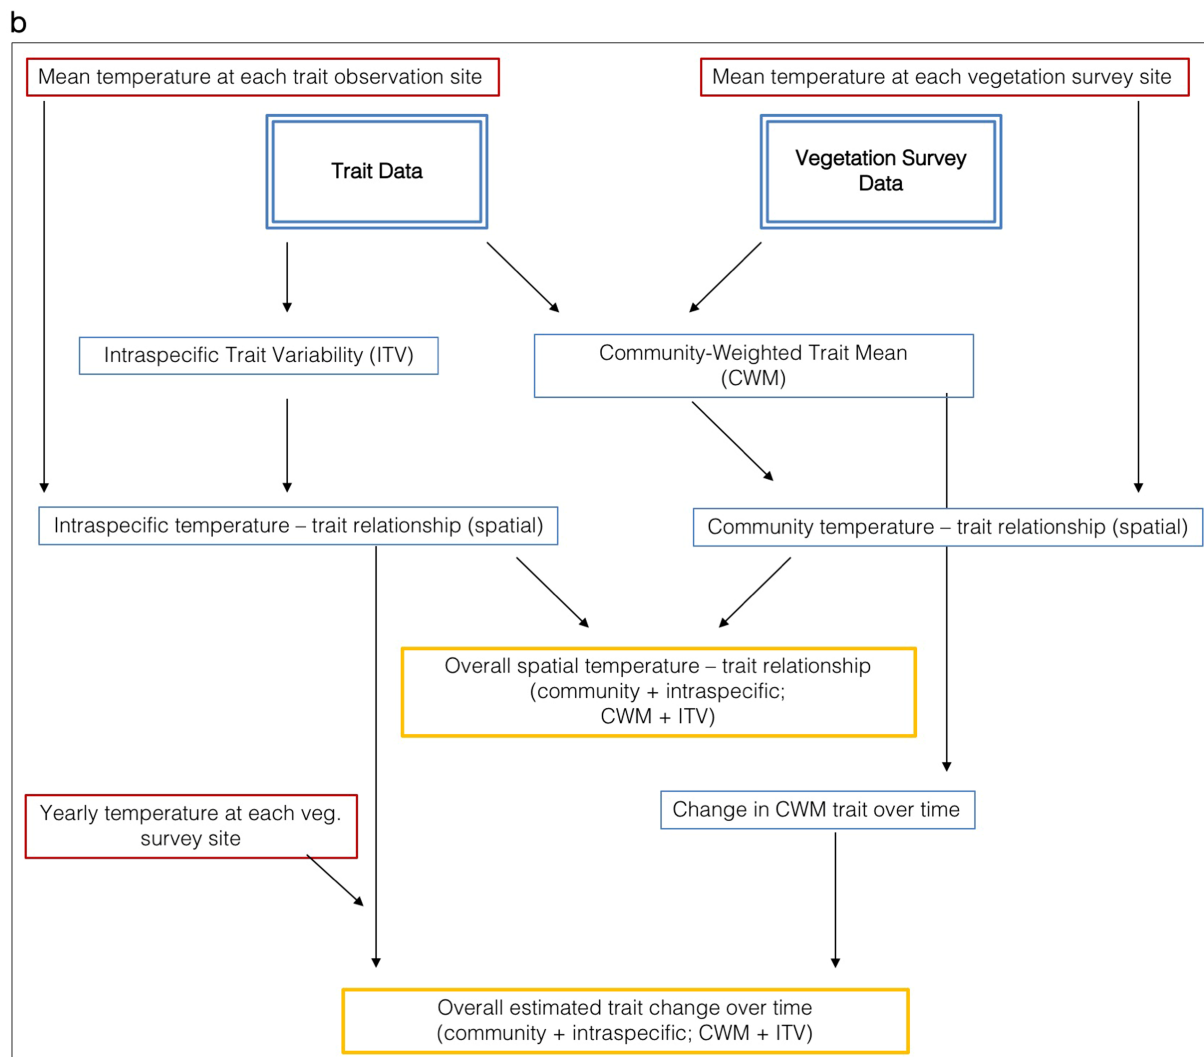 b
Mean temperature at each trait observation site
Mean temperature at each vegetation survey site
Trait Data
Vegetation Survey
Data
Intraspecific Trait Variability (ITV)
Community-Weighted Trait Mean
(CWM)
Intraspecific temperature – trait relationship (spatial)
Community temperature – trait relationship (spatial)
Overall spatial temperature – trait relationship
(community + intraspecific;
CWM + ITV)
Yearly temperature at each veg.
survey site
Change in CWM trait over time
Overall estimated trait change over time
(community + intraspecific; CWM + ITV)